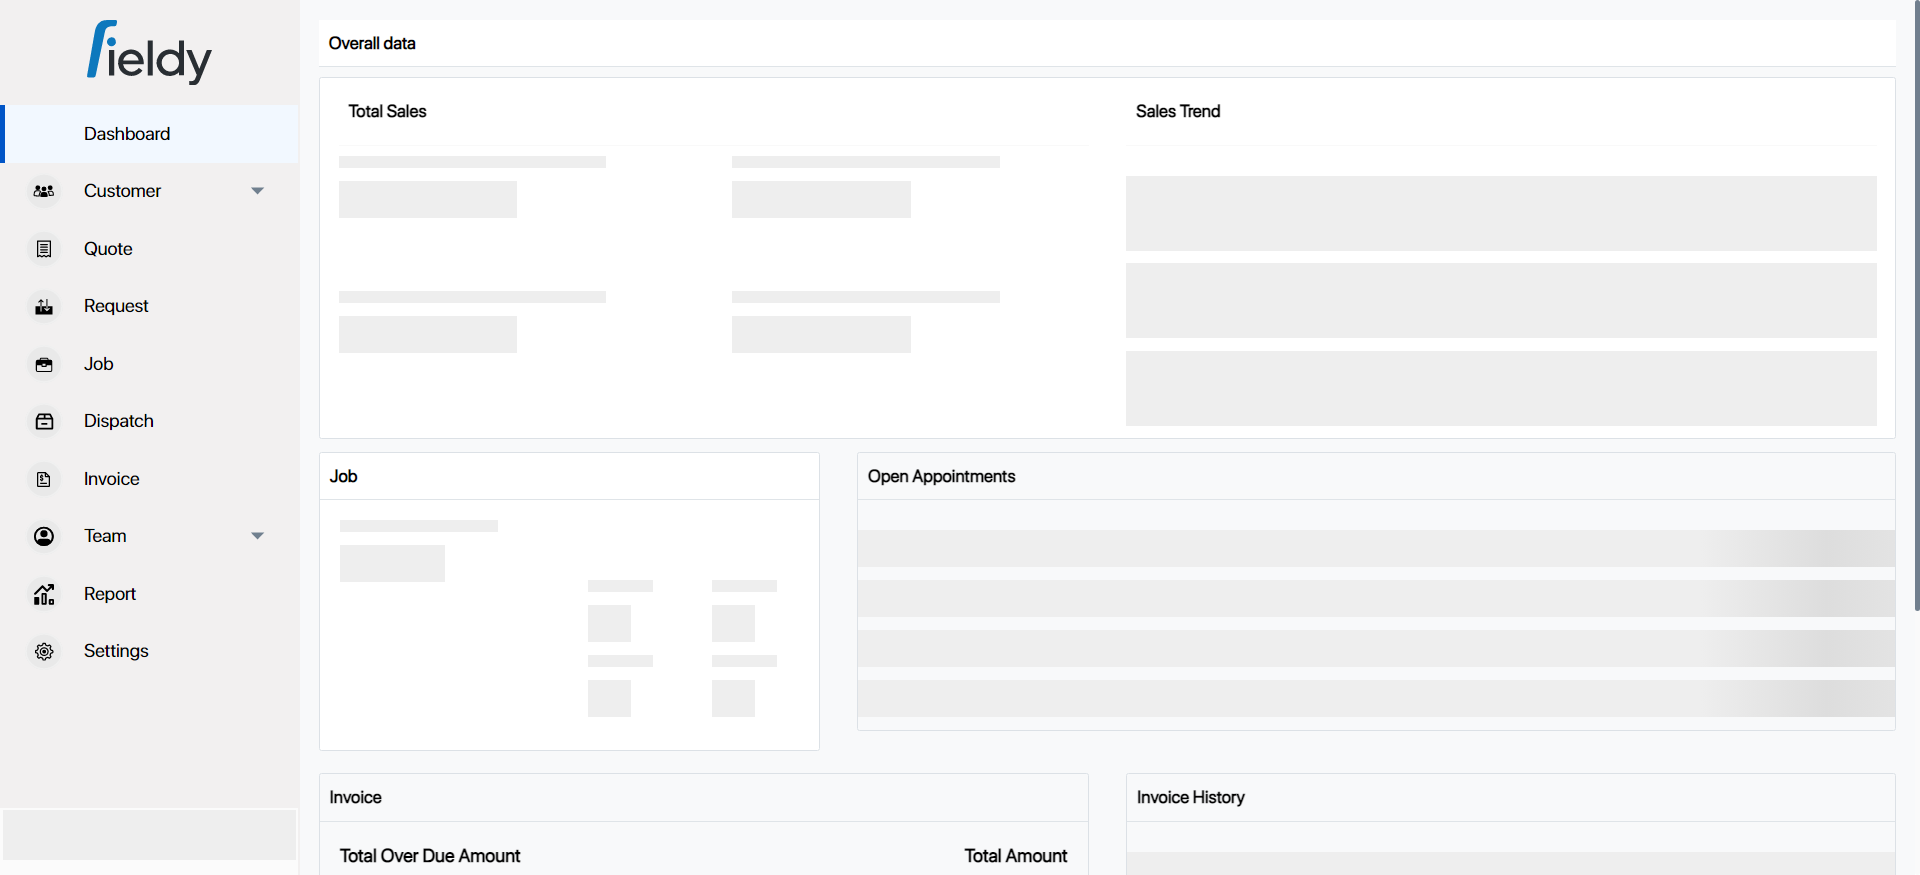 fieldy
Dashboard
Customer
Quote
Request
Job
Dispatch
Invoice
Team
Report
Settings
Overall data
Total Sales
Sales Trend
Job
Open Appointments
Invoice
Invoice History
Total Over Due Amount
Total Amount